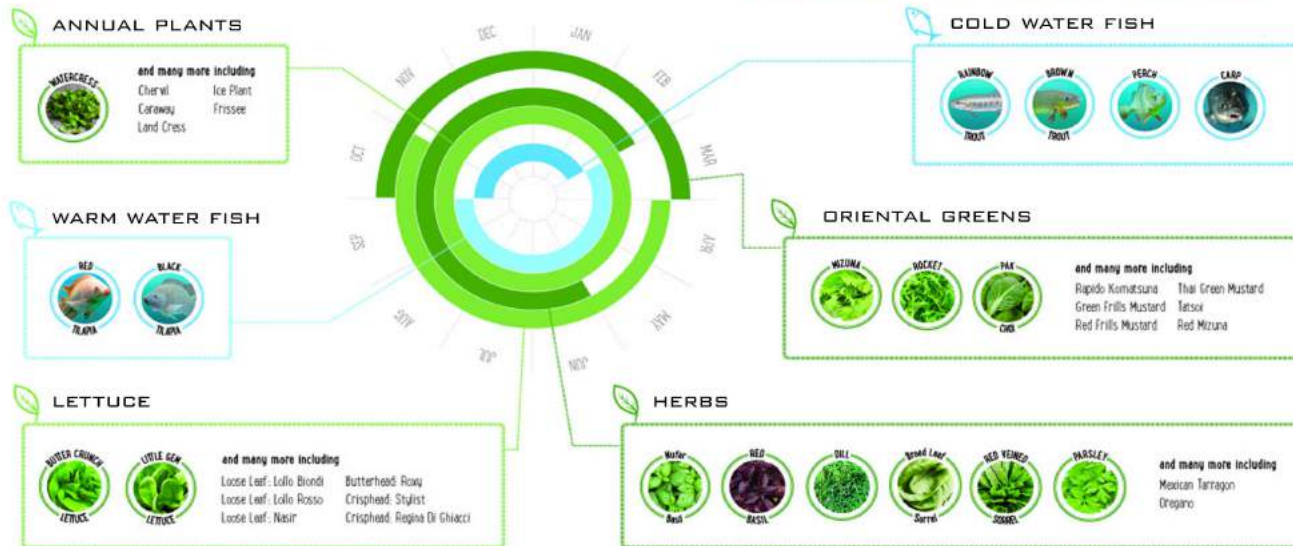 ANNUAL PLANTS
WATERCRESS
and many more including
Chervil
Ice Plant
Caraway
Frissee
Land Cress
DEC
JAN
NOV
FEB
OCT
MAR
SEP
APR
AUG
MAY
JUL
JUN
COLD WATER FISH
RAINBOW
TROUT
BROWN
TROUT
PERCH
CARP
WARM WATER FISH
RED
TILAPIA
BLACK
TILAPIA
ORIENTAL GREENS
MIZUNA
ROCKET
PAK
CHOI
and many more including
Rapido Komatsuna
Thai Green Mustard
Green Frills Mustard
Tatsoi
Red Frills Mustard
Red Mizuna
LETTUCE
BUTTER CRUNCH
LETTUCE
LITTLE GEM
LETTUCE
and many more including
Loose Leaf: Lollo Biondi
Butterhead: Roxy
Loose Leaf: Lollo Rosso
Crisphead: Stylist
Loose Leaf: Nasir
Crisphead: Regina Di Ghiacci
HERBS
Nufar
Basil
RED
BASIL
DILL
Broad Leaf
Sorrel
RED VEINED
SORREL
PARSLEY
and many more including
Mexican Tarragon
Oregano